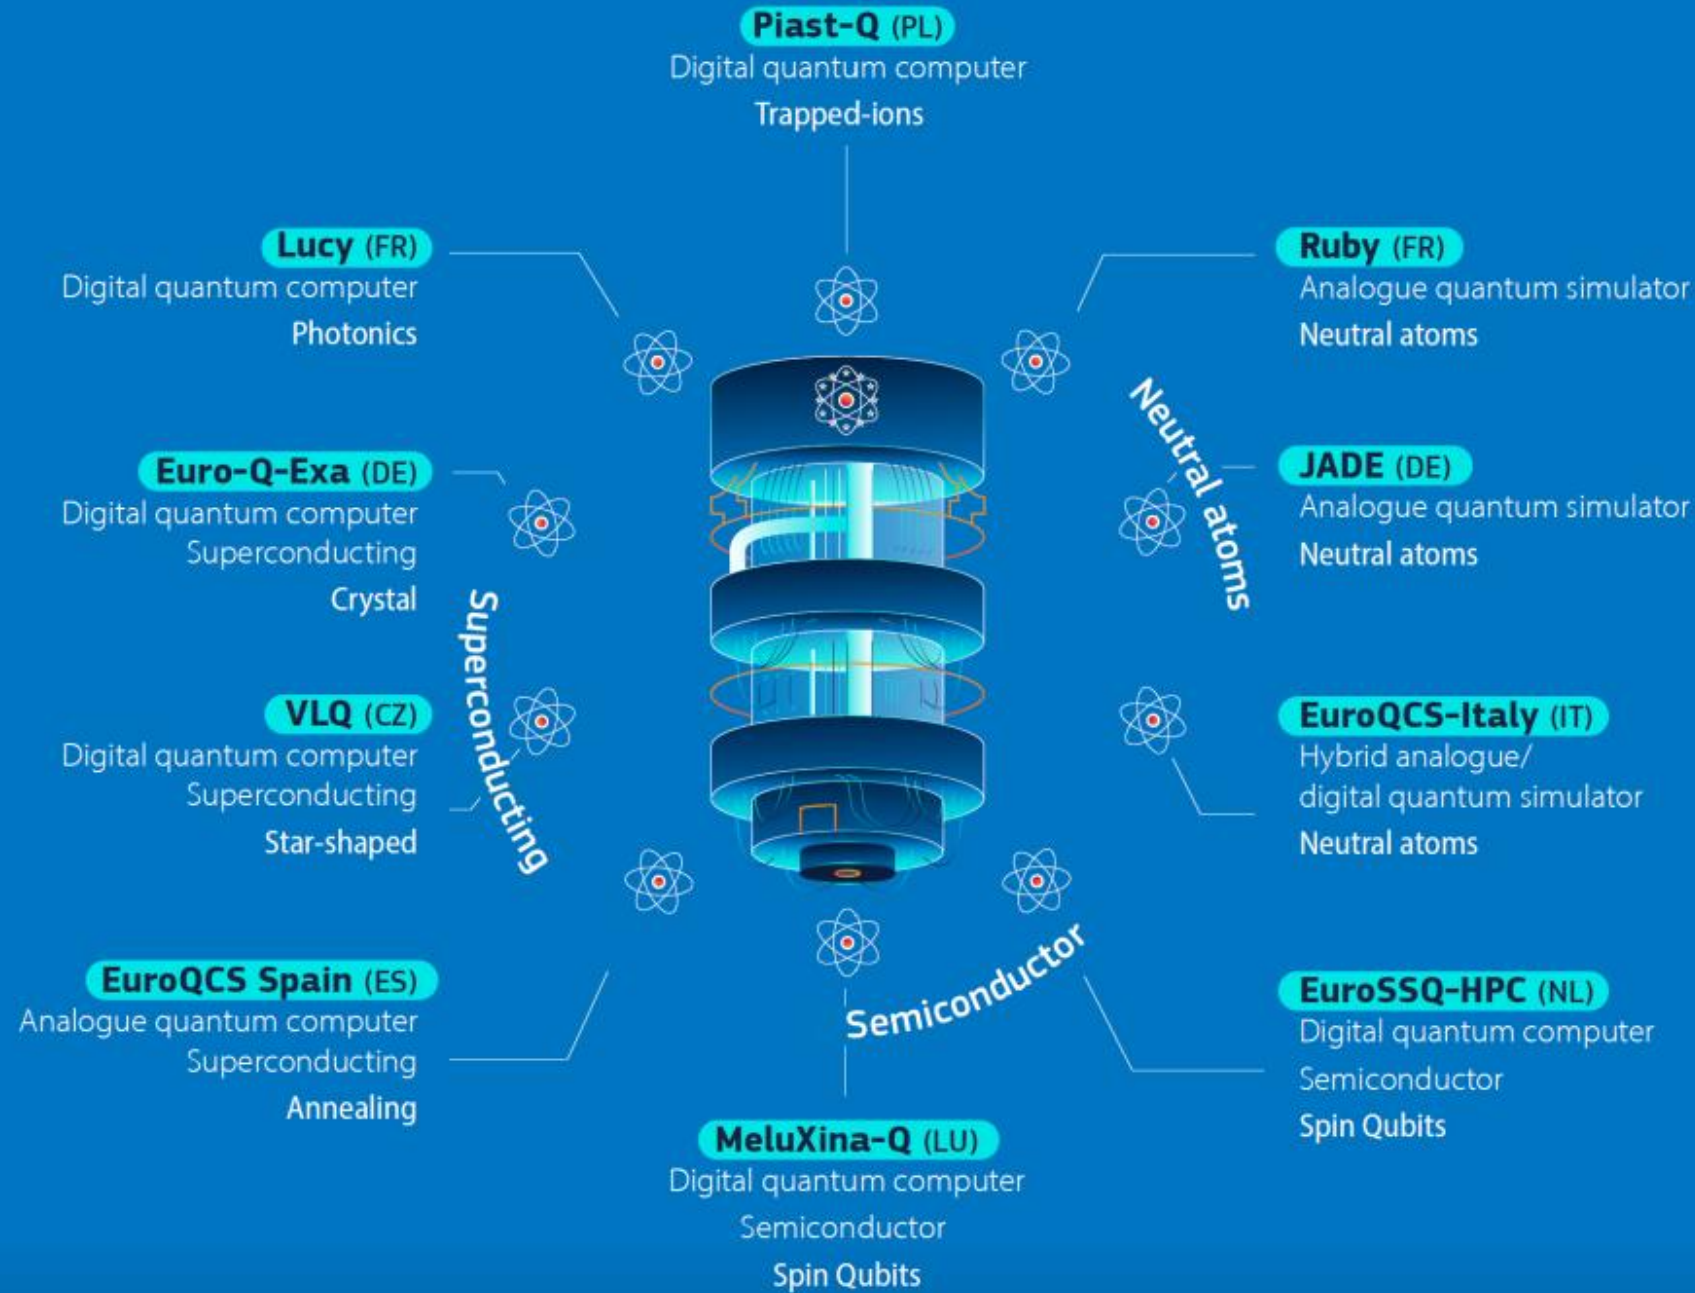 Piast-Q (PL)
Digital quantum computer
Trapped-ions
Lucy (FR)
Digital quantum computer
Photonics
Ruby (FR)
Analogue quantum simulator
Neutral atoms
Euro-Q-Exa (DE)
Digital quantum computer
Superconducting
Crystal
Neutral atoms
JADE (DE)
Analogue quantum simulator
Neutral atoms
Superconducting
VLQ (CZ)
Digital quantum computer
Superconducting
Star-shaped
EuroQCS-Italy (IT)
Hybrid analogue/
digital quantum simulator
Neutral atoms
EuroQCS Spain (ES)
Analogue quantum computer
Superconducting
Annealing
Semiconductor
EuroSSQ-HPC (NL)
Digital quantum computer
Semiconductor
Spin Qubits
MeluXina-Q (LU)
Digital quantum computer
Semiconductor
Spin Qubits